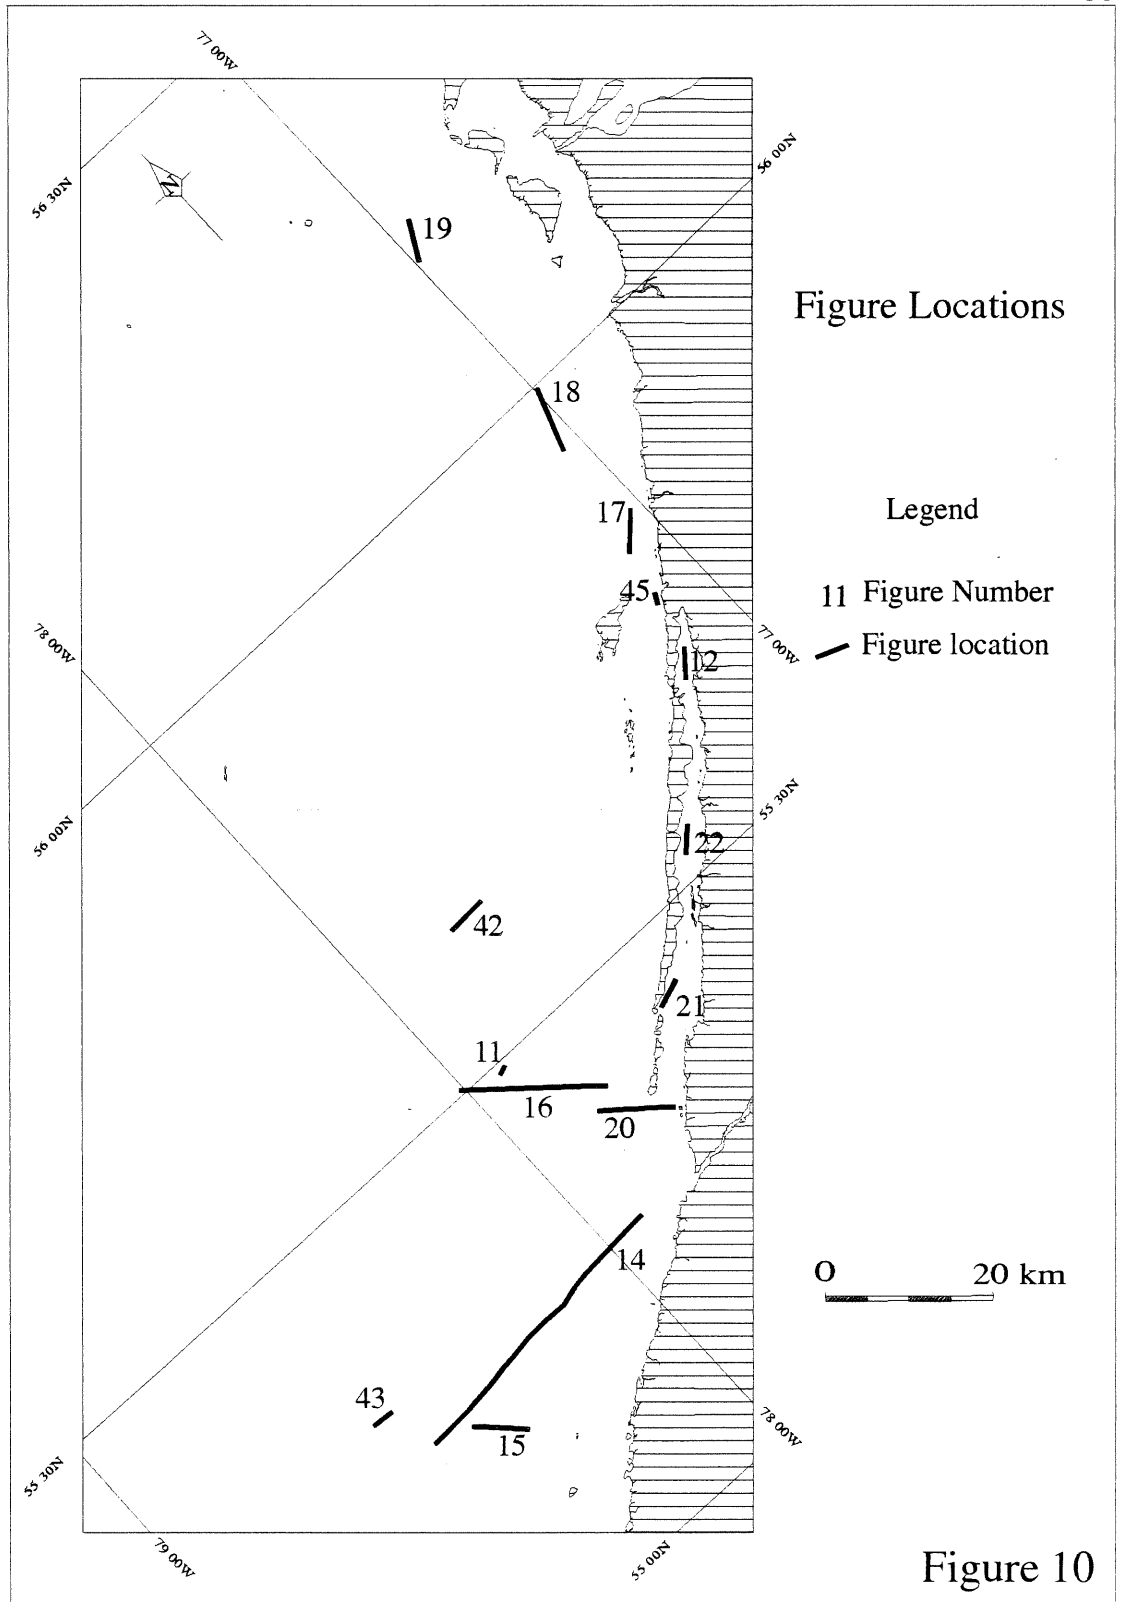 77 00W
56 30N
56 00N
N
19
Figure Locations
18
17
Legend
45
11 Figure Number
78 00W
12
77 00W
Figure location
55 30N
56 00N
22
42
21
11
16
20
14
0 20 km
43
15
78 00W
55 30N
79 00W
55 00N
Figure 10